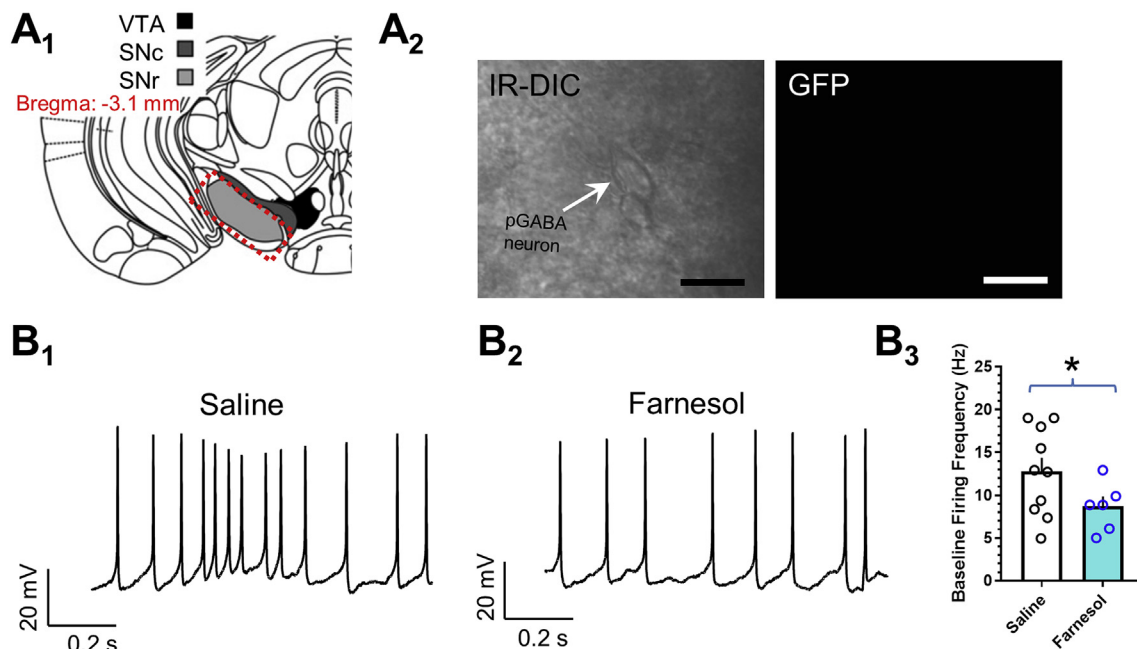 A1
VTA
SNc
SNr
Bregma: -3.1 mm
A2
IR-DIC
pGABA
neuron
GFP
B1
Saline
20 mV
0.2 s
B2
Farnesol
20 mV
0.2 s
B3
*
Baseline Firing Frequency (Hz)
25
20
15
10
5
0
Saline
Farnesol